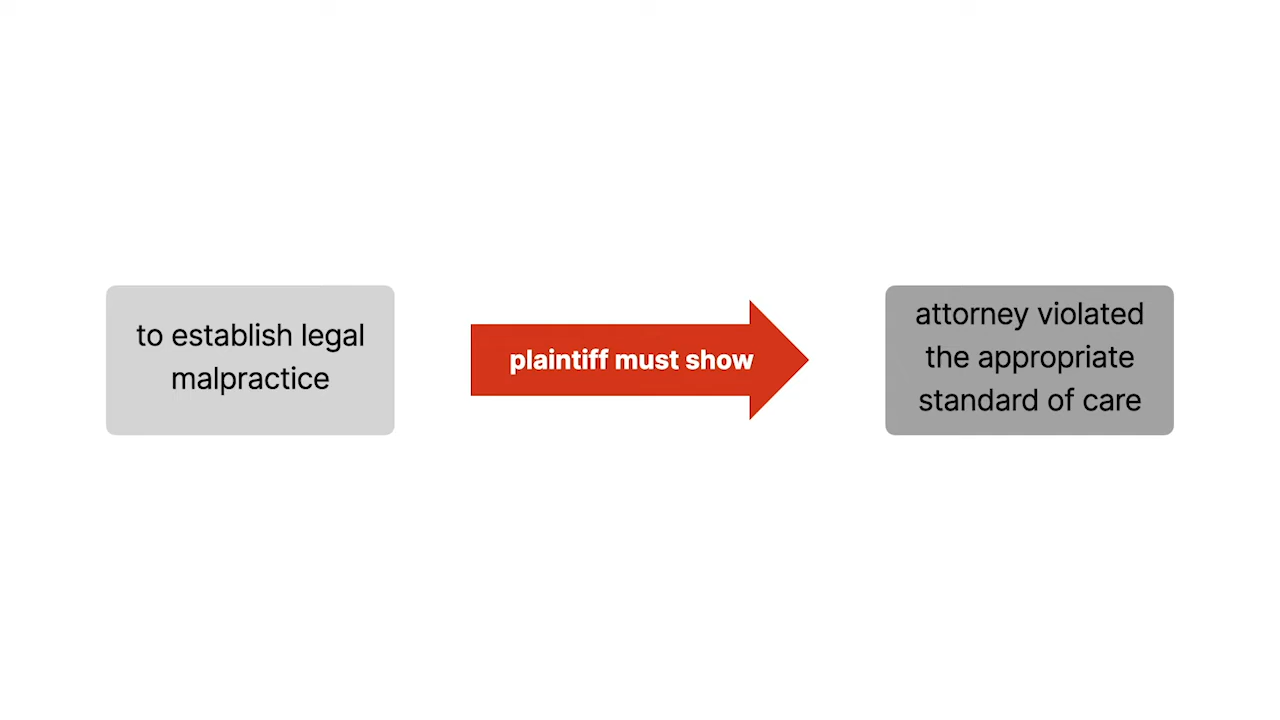 to establish legal
malpractice
plaintiff must show
attorney violated
the appropriate
standard of care